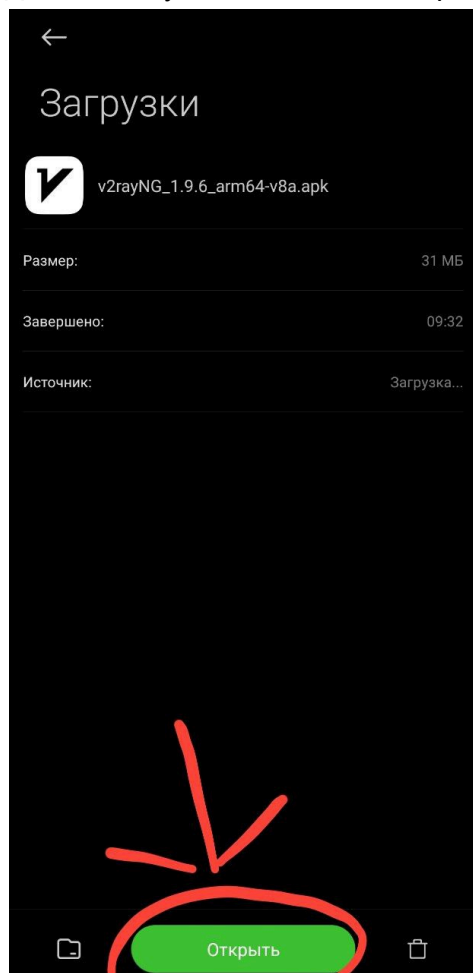 Загрузки
v2rayNG_1.9.6_arm64-v8a.apk
Размер: 31 МБ
Завершено: 09:32
Источник: Загрузка...
Открыть